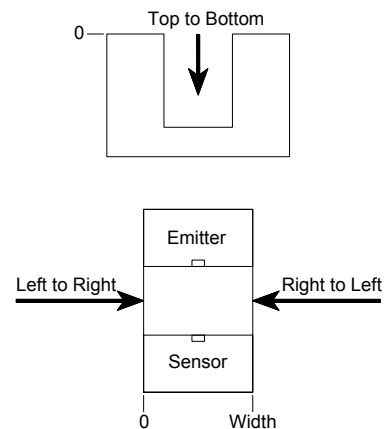 Top to Bottom
0
Emitter
Left to Right
Right to Left
Sensor
0
Width